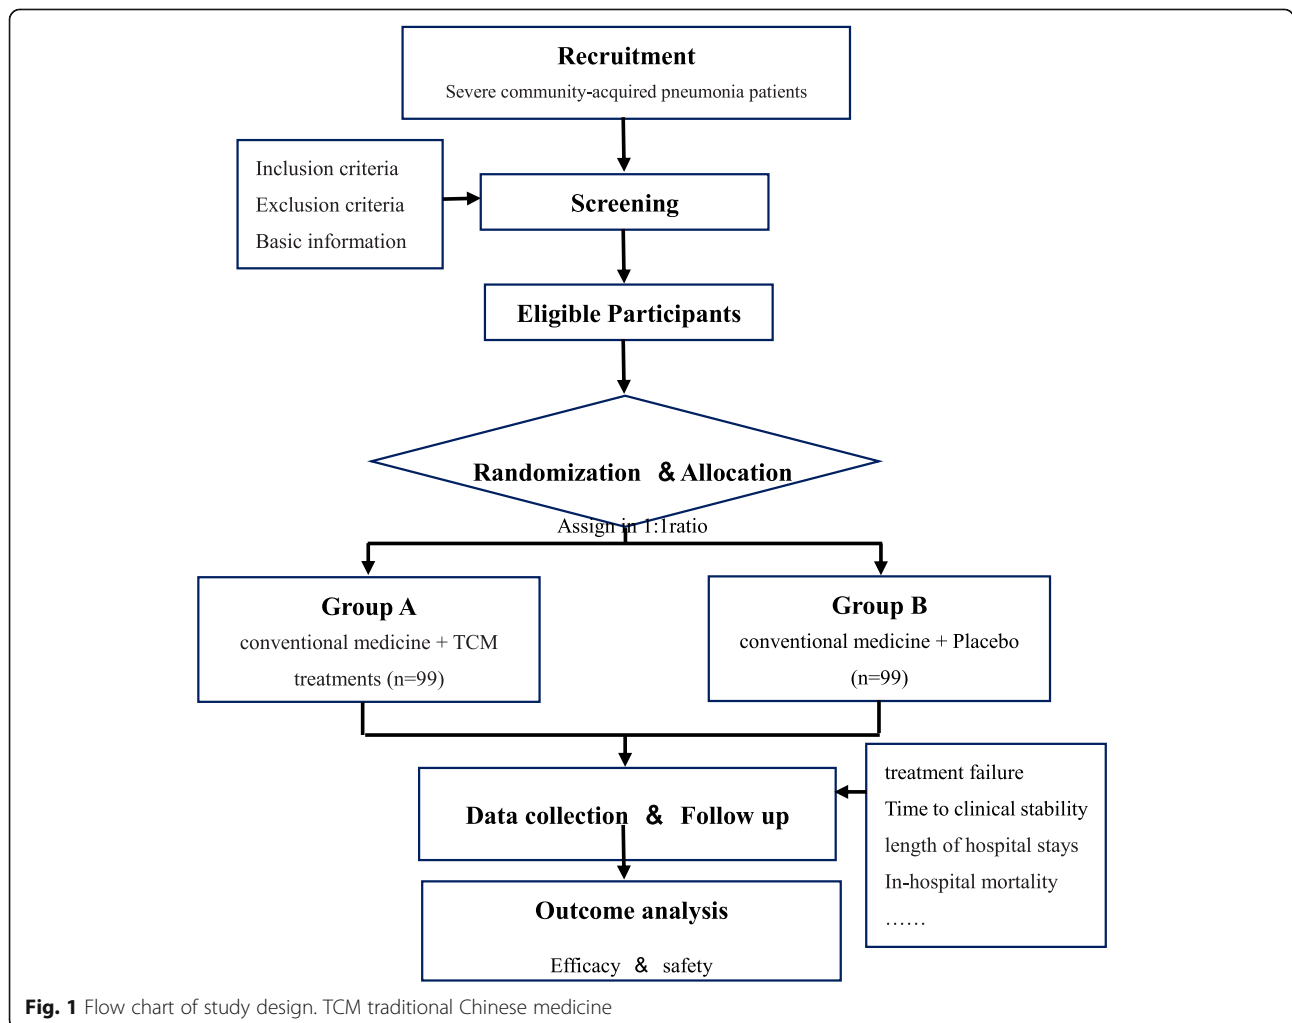 Recruitment
Severe community-acquired pneumonia patients
Inclusion criteria
Exclusion criteria
Basic information
Screening
Eligible Participants
Randomization & Allocation
Assign in 1:1ratio
Group A
conventional medicine + TCM
treatments (n=99)
Group B
conventional medicine + Placebo
(n=99)
Data collection & Follow up
treatment failure
Time to clinical stability
length of hospital stays
In-hospital mortality
……
Outcome analysis
Efficacy & safety
Fig. 1 Flow chart of study design. TCM traditional Chinese medicine